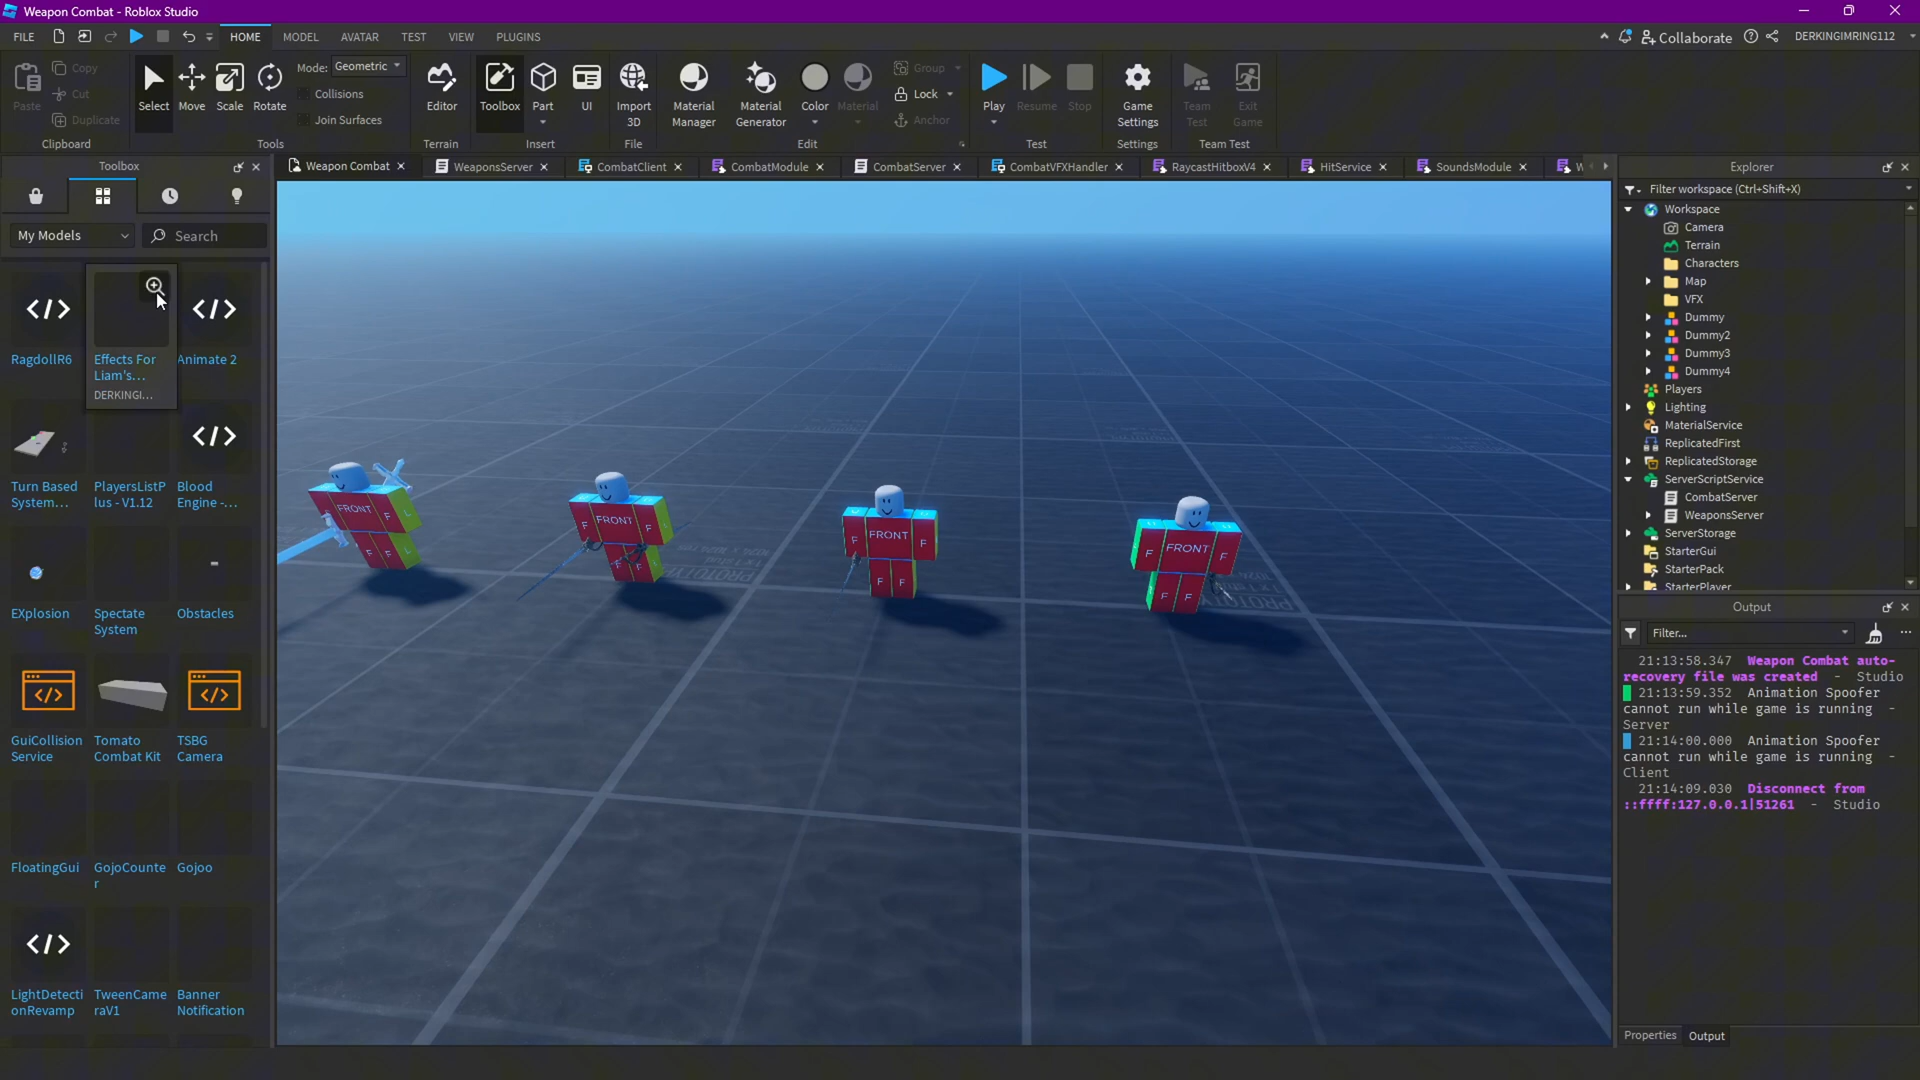 Weapon Combat - Roblox Studio
FILE
HOME
MODEL
AVATAR
TEST
VIEW
PLUGINS
Collaborate
DERKINGIMRING112
Paste
Copy
Cut
Duplicate
Clipboard
Select
Move
Scale
Rotate
Mode:
Geometric
Collisions
Join Surfaces
Tools
Editor
Terrain
Toolbox
Part
UI
Insert
Import
3D
File
Material
Manager
Material
Generator
Color
Material
Group
Lock
Anchor
Edit
Play
Resume
Stop
Test
Game
Settings
Settings
Team
Test
Exit
Game
Team Test
Toolbox
Weapon Combat
WeaponsServer
CombatClient
CombatModule
CombatServer
CombatVFXHandler
RaycastHitboxV4
HitService
SoundsModule
W
My Models
Search
RagdollR6
Effects For
Liam's...
DERKINGI...
Animate 2
Turn Based
System...
PlayersListP
lus - V1.12
Blood
Engine -...
EXplosion
Spectate
System
Obstacles
GuiCollision
Service
Tomato
Combat Kit
TSBG
Camera
FloatingGui
GojoCounte
r
Gojoo
LightDetecti
onRevamp
TweenCame
raV1
Banner
Notification
FRONT F L
F F L
F FRONT F
F F
F FRONT F
F F
F FRONT F
F F
PROTOTYP
Explorer
Filter workspace (Ctrl+Shift+X)
Workspace
Camera
Terrain
Characters
Map
VFX
Dummy
Dummy2
Dummy3
Dummy4
Players
Lighting
MaterialService
ReplicatedFirst
ReplicatedStorage
ServerScriptService
CombatServer
WeaponsServer
ServerStorage
StarterGui
StarterPack
StarterPlayer
Output
Filter...
21:13:58.347 Weapon Combat auto-
recovery file was created - Studio
21:13:59.352 Animation Spoofer
cannot run while game is running -
Server
21:14:00.000 Animation Spoofer
cannot run while game is running -
Client
21:14:09.030 Disconnect from
::ffff:127.0.0.1|51261 - Studio
Properties
Output